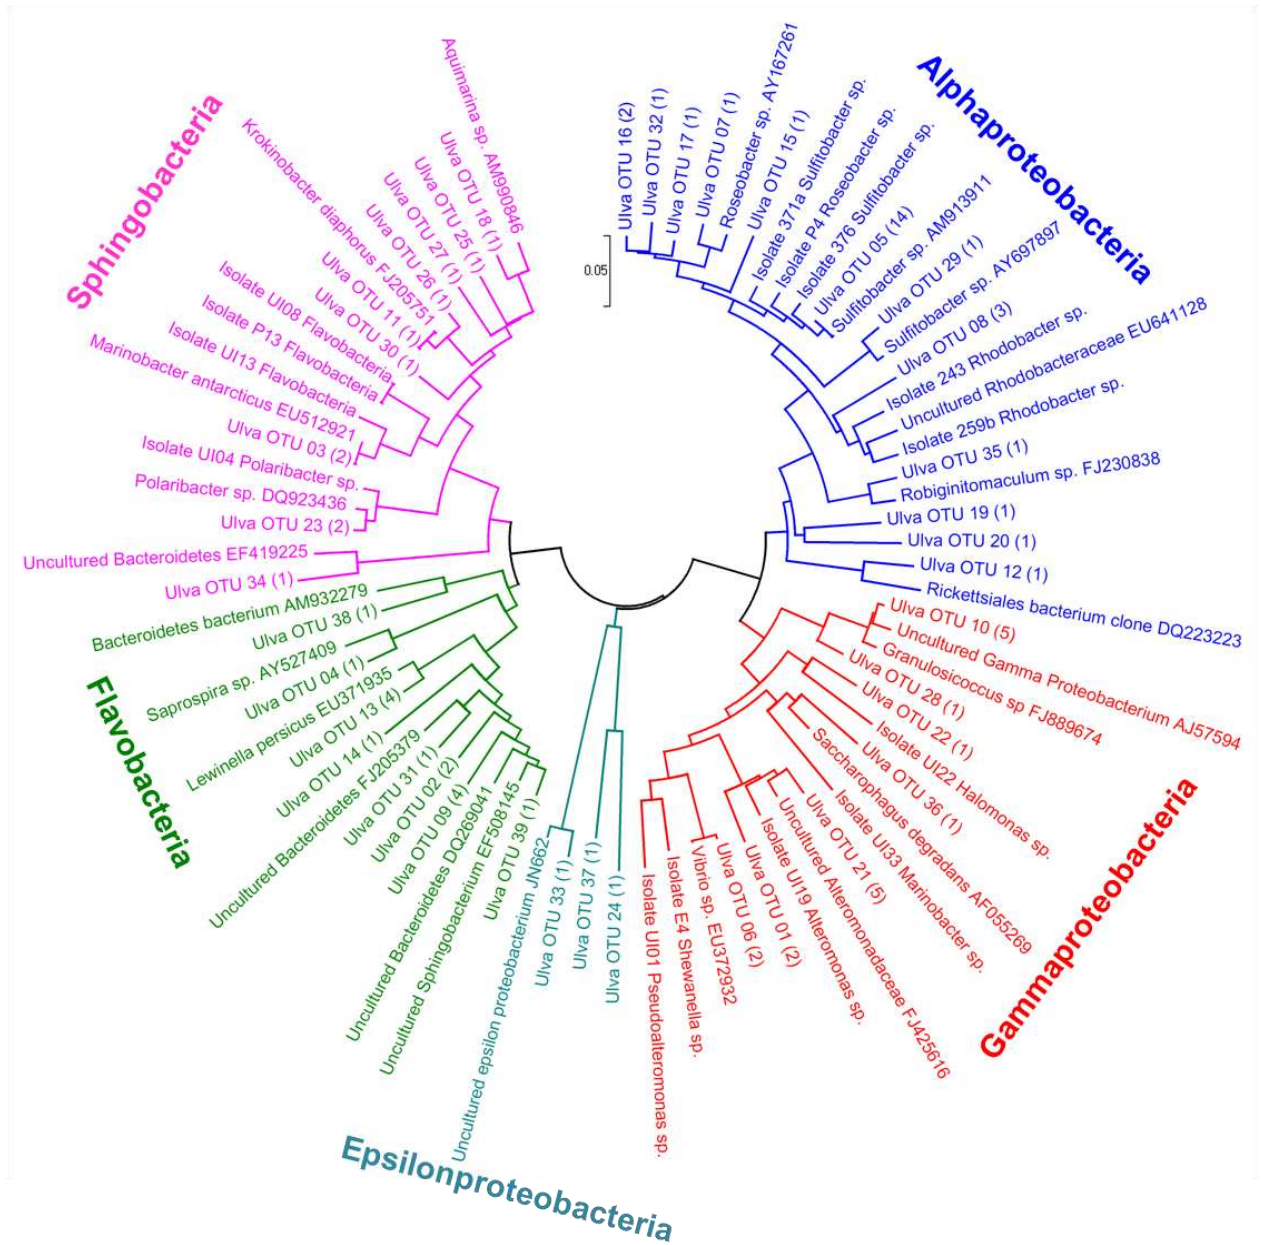 Sphingobacteria
Aquimarina sp. AM990846
Ulva OTU 18 (1)
Ulva OTU 25 (1)
Ulva OTU 27 (1)
Ulva OTU 26 (1)
Krokinobacter diaphorus FJ205751
Ulva OTU 11 (1)
Ulva OTU 30 (1)
Isolate UI08 Flavobacteria
Isolate P13 Flavobacteria
Isolate UI13 Flavobacteria
Marinobacter antarcticus EU512921
Ulva OTU 03 (2)
Isolate UI04 Polaribacter sp.
Polaribacter sp. DQ923436
Ulva OTU 23 (2)
Uncultured Bacteroidetes EF419225
Ulva OTU 34 (1)
Flavobacteria
Bacteroidetes bacterium AM932279
Ulva OTU 38 (1)
Saprospira sp. AY527409
Ulva OTU 04 (1)
Lewinella persicus EU371935
Ulva OTU 13 (4)
Ulva OTU 14 (1)
Uncultured Bacteroidetes FJ205379
Ulva OTU 31 (1)
Ulva OTU 02 (2)
Ulva OTU 09 (4)
Uncultured Bacteroidetes DQ269041
Uncultured Sphingobacterium EF508145
Ulva OTU 39 (1)
Epsilonproteobacteria
Uncultured epsilon proteobacterium JN662
Ulva OTU 33 (1)
Ulva OTU 37 (1)
Ulva OTU 24 (1)
Gammaproteobacteria
Isolate UI01 Pseudoalteromonas sp.
Isolate E4 Shewanella sp.
Vibrio sp. EU372932
Ulva OTU 06 (2)
Ulva OTU 01 (2)
Isolate UI19 Alteromonas sp.
Uncultured Alteromonadaceae FJ425616
Ulva OTU 21 (5)
Isolate UI33 Marinobacter sp.
Saccharophagus degradans AF055269
Ulva OTU 36 (1)
Isolate UI22 Halomonas sp.
Ulva OTU 22 (1)
Ulva OTU 28 (1)
Granulosicoccus sp FJ889674
Uncultured Gamma Proteobacterium AJ57594
Ulva OTU 10 (5)
Alphaproteobacteria
Rickettsiales bacterium clone DQ223223
Ulva OTU 12 (1)
Ulva OTU 20 (1)
Ulva OTU 19 (1)
Robiginitomaculum sp. FJ230838
Ulva OTU 35 (1)
Isolate 259b Rhodobacter sp.
Uncultured Rhodobacteraceae EU641128
Isolate 243 Rhodobacter sp.
Ulva OTU 08 (3)
Sulfitobacter sp. AY697897
Ulva OTU 29 (1)
Sulfitobacter sp. AM913911
Ulva OTU 05 (14)
Isolate 376 Sulfitobacter sp.
Isolate P4 Roseobacter sp.
Isolate 371a Sulfitobacter sp.
Ulva OTU 15 (1)
Roseobacter sp. AY167261
Ulva OTU 07 (1)
Ulva OTU 17 (1)
Ulva OTU 32 (1)
Ulva OTU 16 (2)
0.05